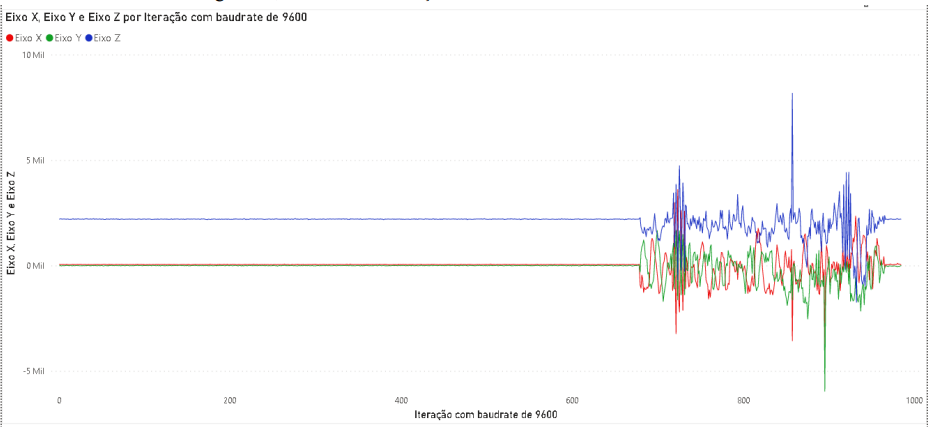 Eixo X, Eixo Y e Eixo Z por Iteração com baudrate de 9600
Eixo X Eixo Y Eixo Z
10 Mil
5 Mil
0 Mil
-5 Mil
Eixo X, Eixo Y e Eixo Z
0 200 400 600 800 1000
Iteração com baudrate de 9600